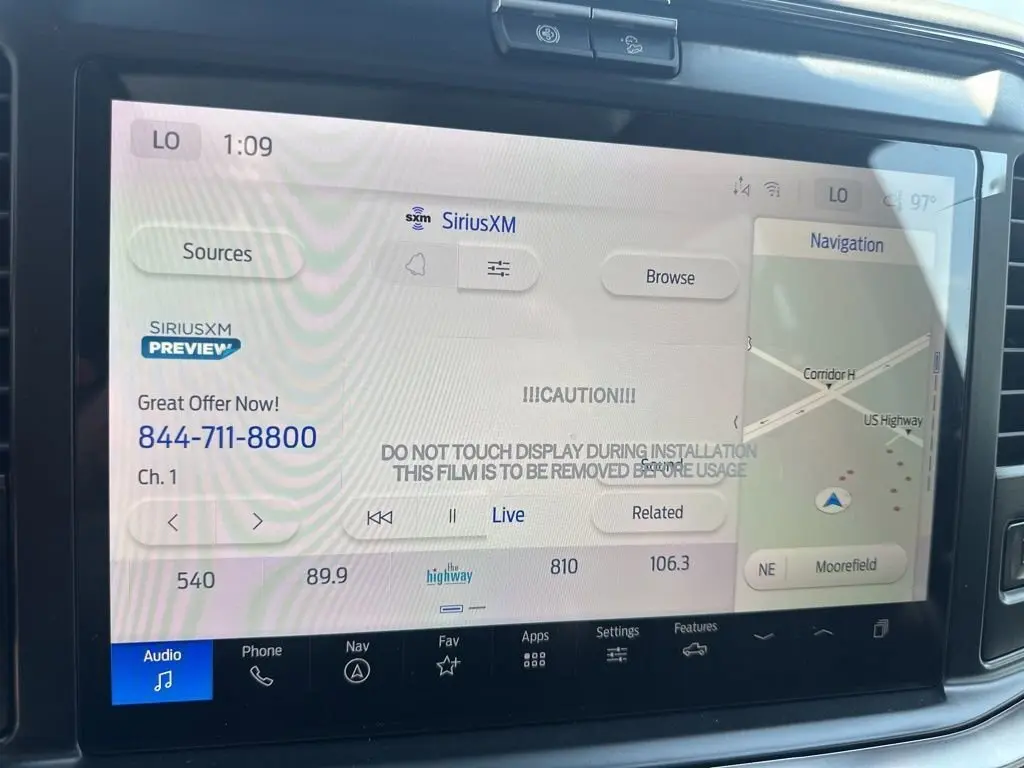 LO 1:09
LO 97°
sxm SiriusXM
Navigation
Sources
Browse
SIRIUSXM
PREVIEW
Corridor H
!!!CAUTION!!!
Great Offer Now!
US Highway
844-711-8800
DO NOT TOUCH DISPLAY DURING INSTALLATION
Sound
THIS FILM IS TO BE REMOVED BEFORE USAGE
Ch. 1
Live
Related
NE Moorefield
540 89.9 the highway 810 106.3
Audio Phone Nav Fav Apps Settings Features